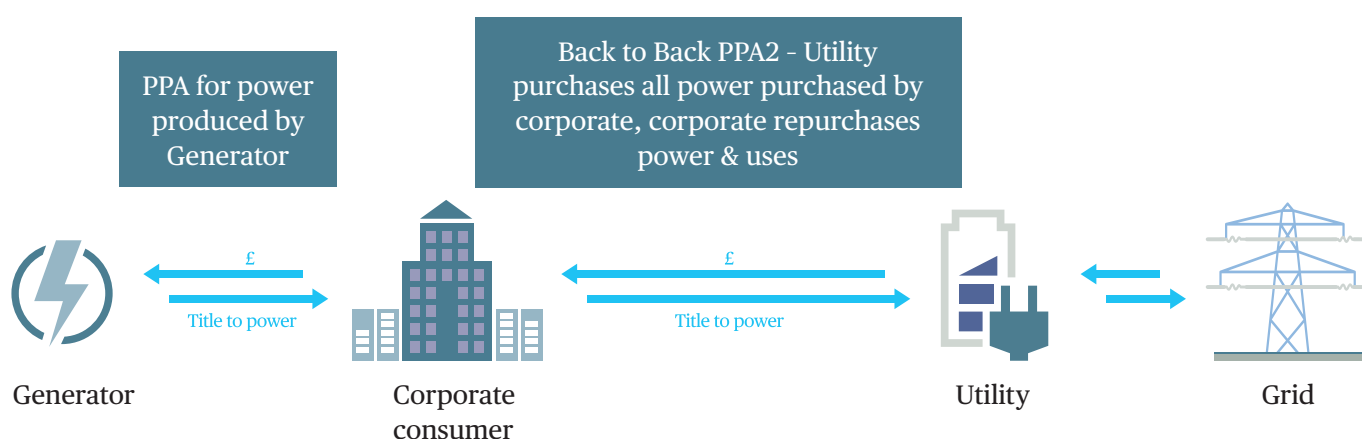 PPA for power
produced by
Generator
Back to Back PPA2 – Utility
purchases all power purchased by
corporate, corporate repurchases
power & uses
£
Title to power
£
Title to power
Generator
Corporate
consumer
Utility
Grid